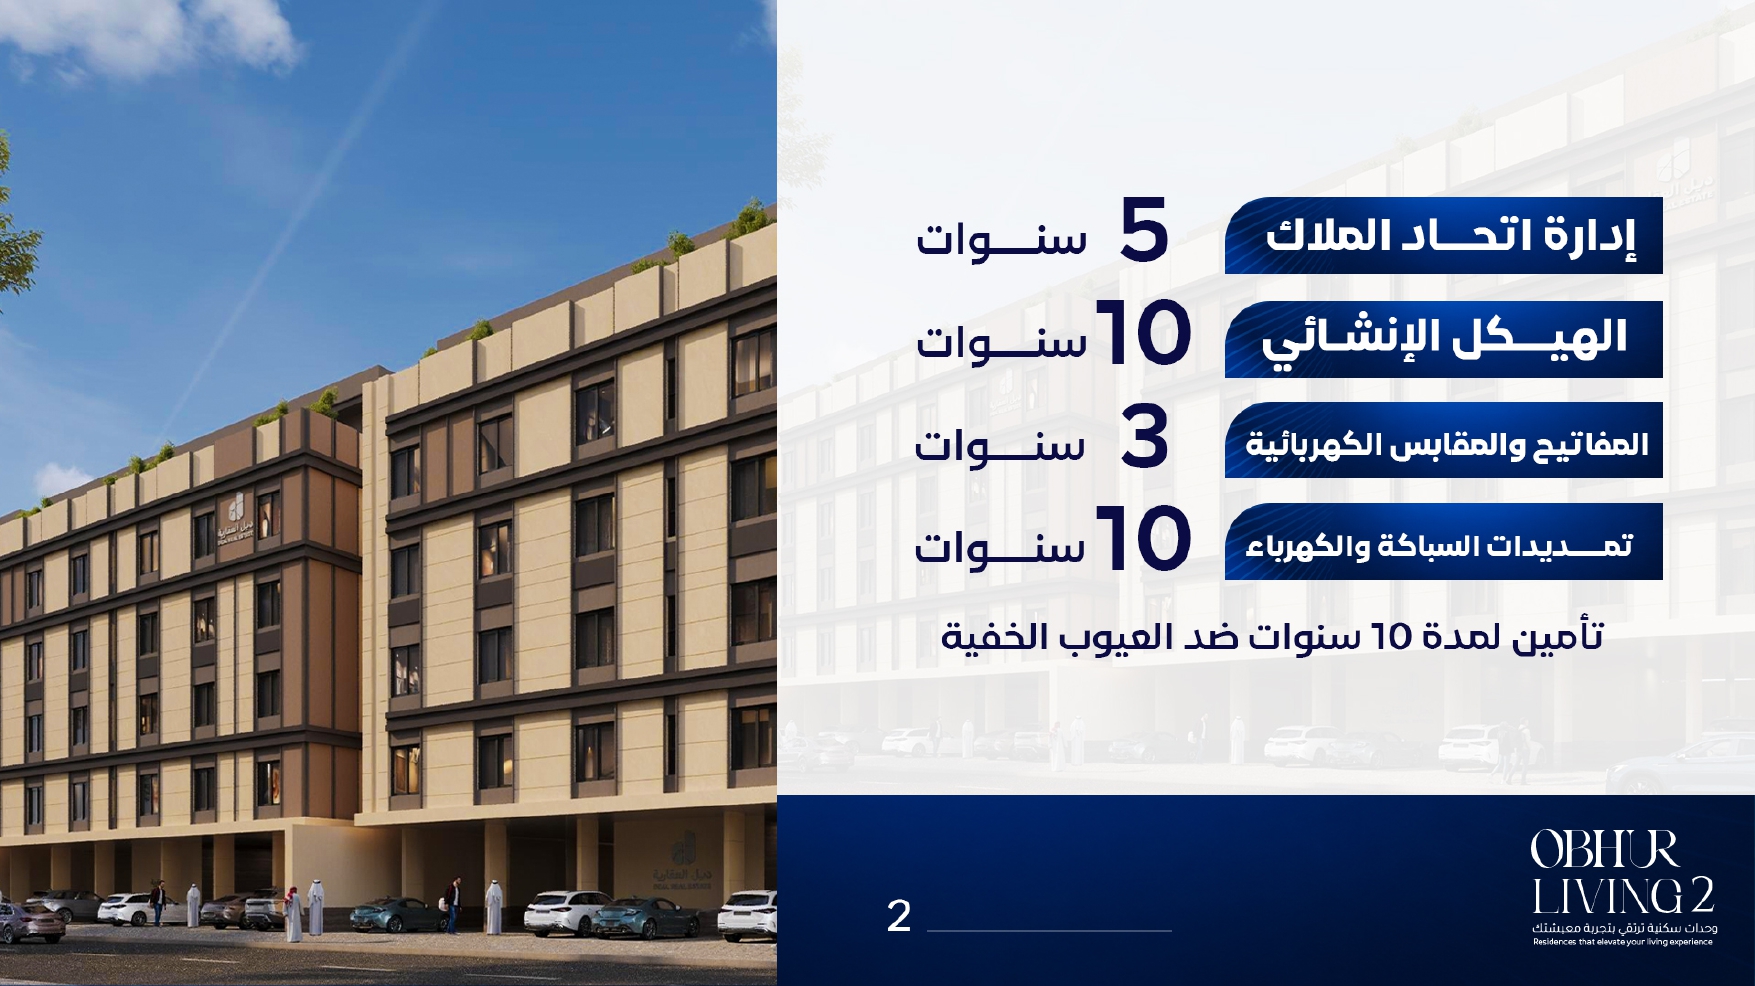 إدارة اتحـــاد الملاك 5 سنـــوات
الهيـــكل الإنشـائي 10 سنـــوات
المفاتيح والمقابس الكهربائية 3 سنـــوات
تمـــديدات السباكة والكهرباء 10 سنـــوات
تأمين لمدة 10 سنوات ضد العيوب الخفية
2
OBHUR
LIVING 2
وحدات سكنية ترتقي بتجربة معيشتك
Residences that elevate your living experience